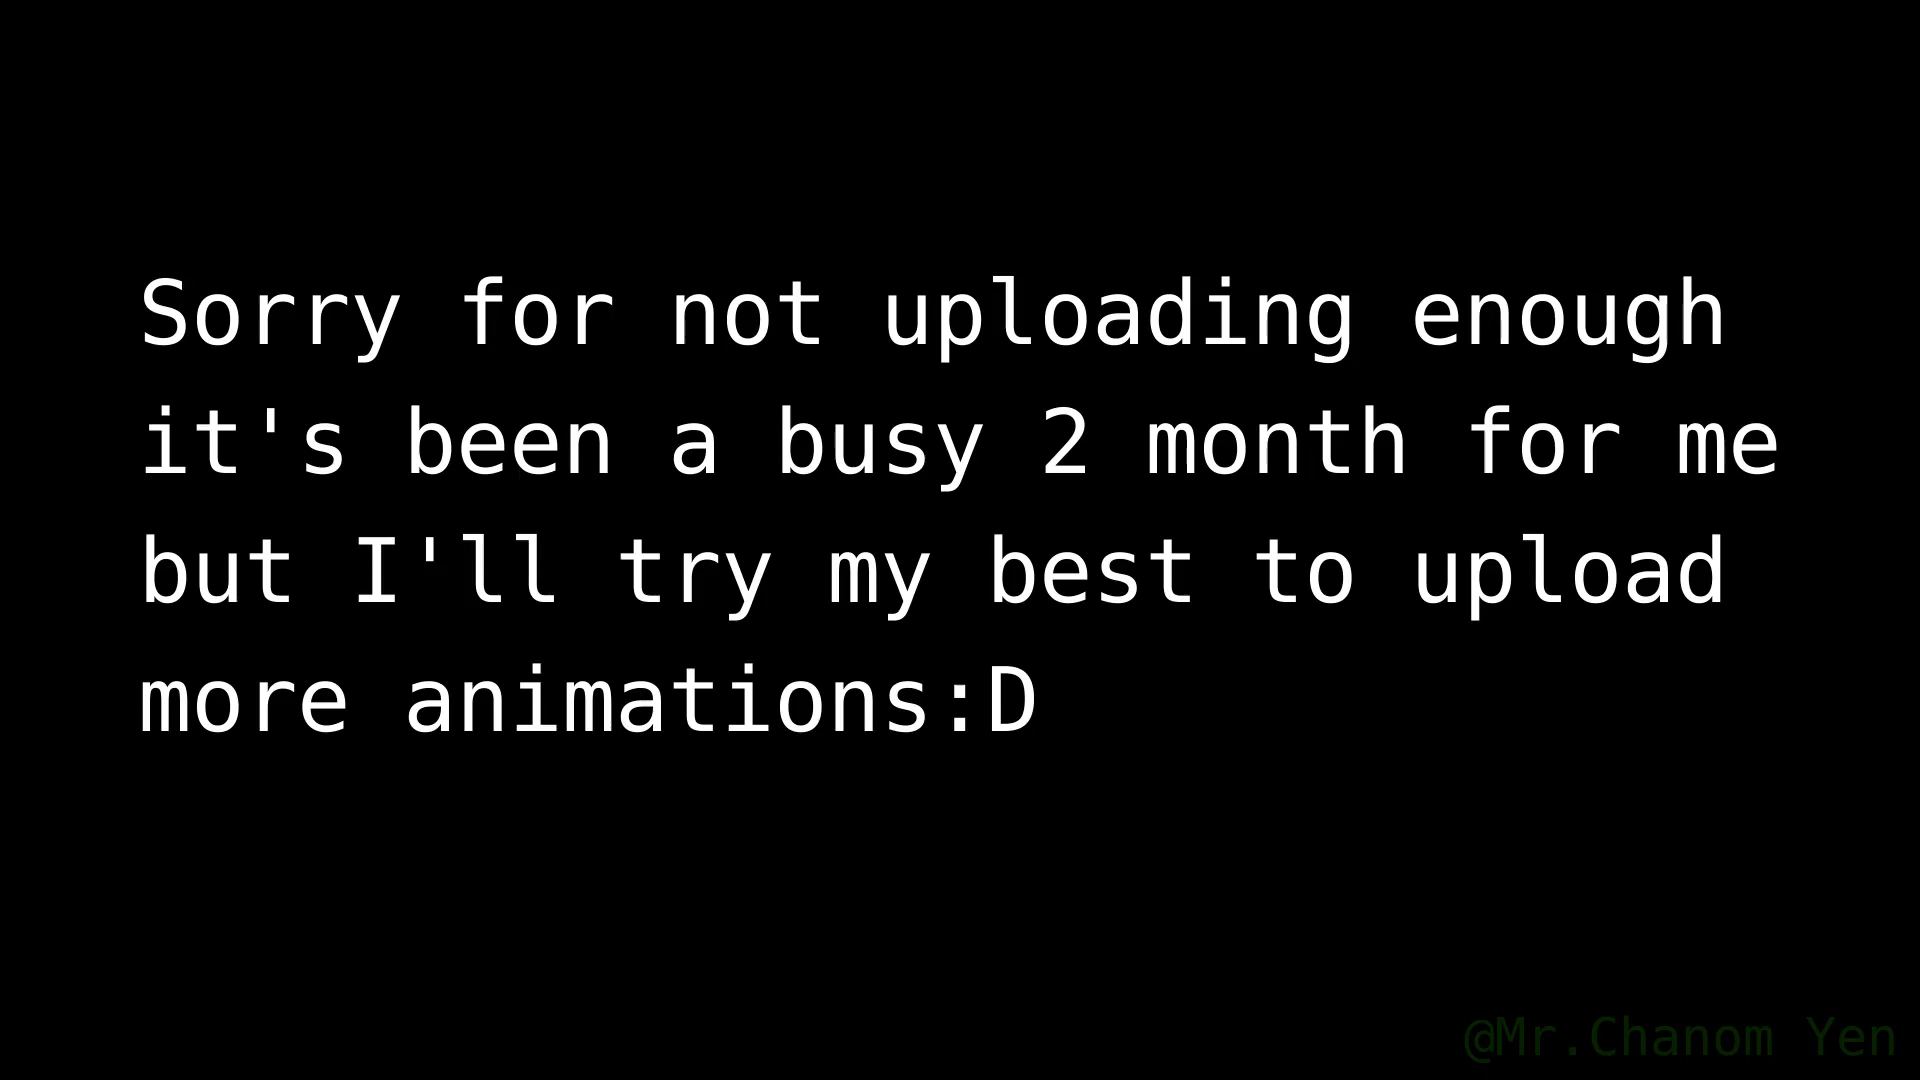 Sorry for not uploading enough
it's been a busy 2 month for me
but I'll try my best to upload
more animations:D
@Mr.Chanom Yen